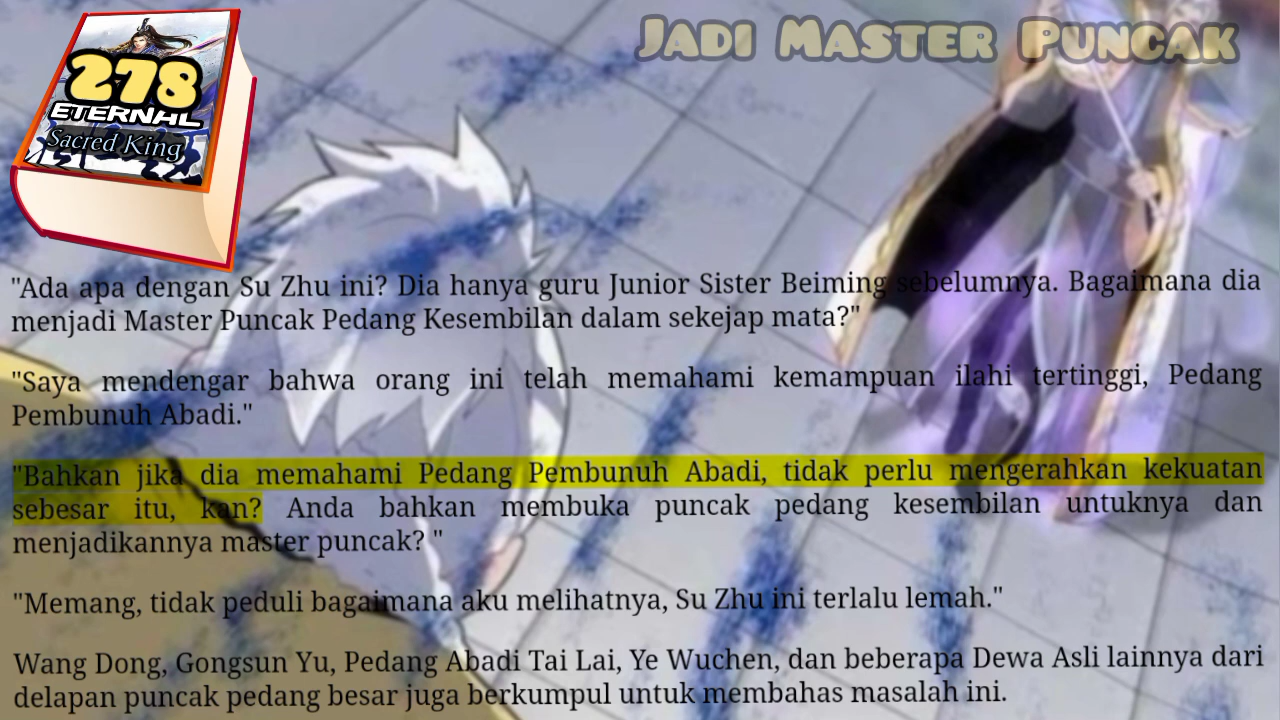 Jadi Master Puncak
278
ETERNAL
Sacred King
"Ada apa dengan Su Zhu ini? Dia hanya guru Junior Sister Beiming sebelumnya. Bagaimana dia
menjadi Master Puncak Pedang Kesembilan dalam sekejap mata?"
"Saya mendengar bahwa orang ini telah memahami kemampuan ilahi tertinggi, Pedang
Pembunuh Abadi."
"Bahkan jika dia memahami Pedang Pembunuh Abadi, tidak perlu mengerahkan kekuatan
sebesar itu, kan? Anda bahkan membuka puncak pedang kesembilan untuknya dan
menjadikannya master puncak? "
"Memang, tidak peduli bagaimana aku melihatnya, Su Zhu ini terlalu lemah."
Wang Dong, Gongsun Yu, Pedang Abadi Tai Lai, Ye Wuchen, dan beberapa Dewa Asli lainnya dari
delapan puncak pedang besar juga berkumpul untuk membahas masalah ini.